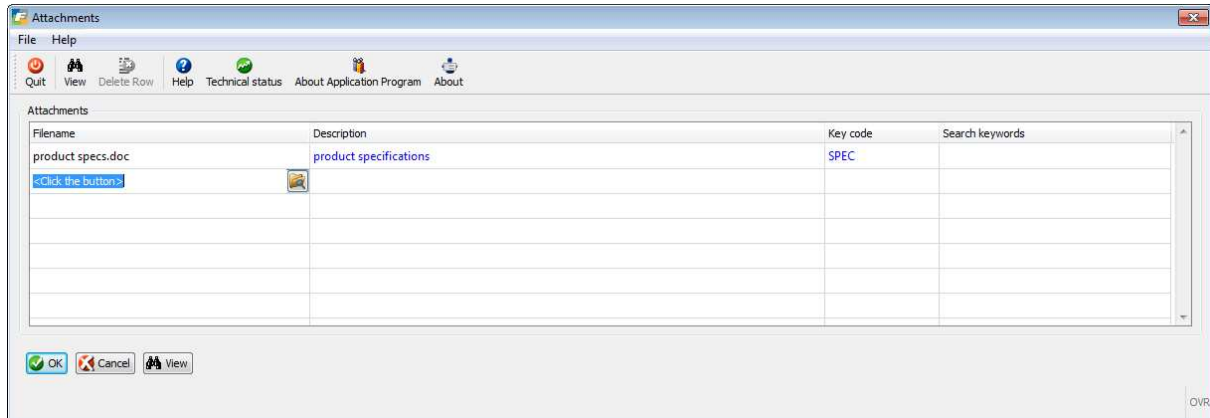 Attachments
File Help
Quit View Delete Row Help Technical status About Application Program About
Attachments
Filename Description Key code Search keywords
product specs.doc product specifications SPEC
<Click the button>
OK Cancel View
OVR